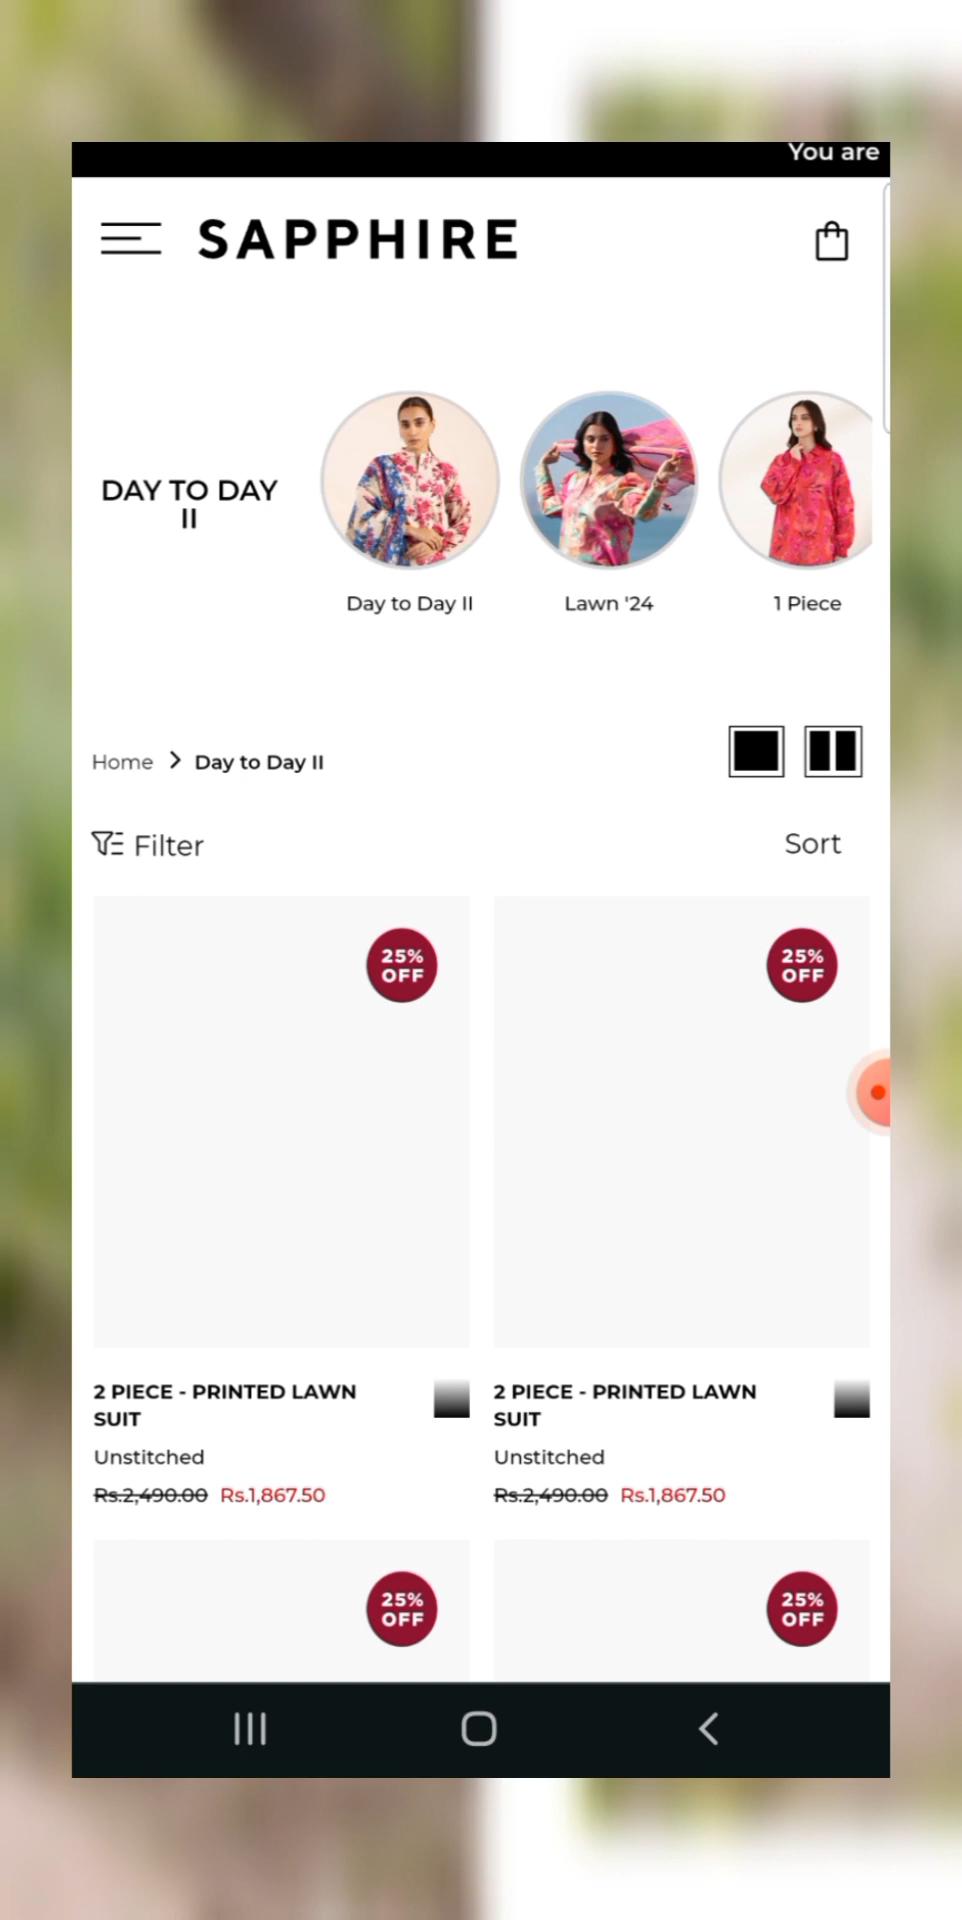 You are
SAPPHIRE
DAY TO DAY
II
Day to Day II
Lawn '24
1 Piece
Home > Day to Day II
Filter
Sort
25%
OFF
25%
OFF
2 PIECE - PRINTED LAWN
SUIT
Unstitched
Rs.2,490.00 Rs.1,867.50
2 PIECE - PRINTED LAWN
SUIT
Unstitched
Rs.2,490.00 Rs.1,867.50
25%
OFF
25%
OFF